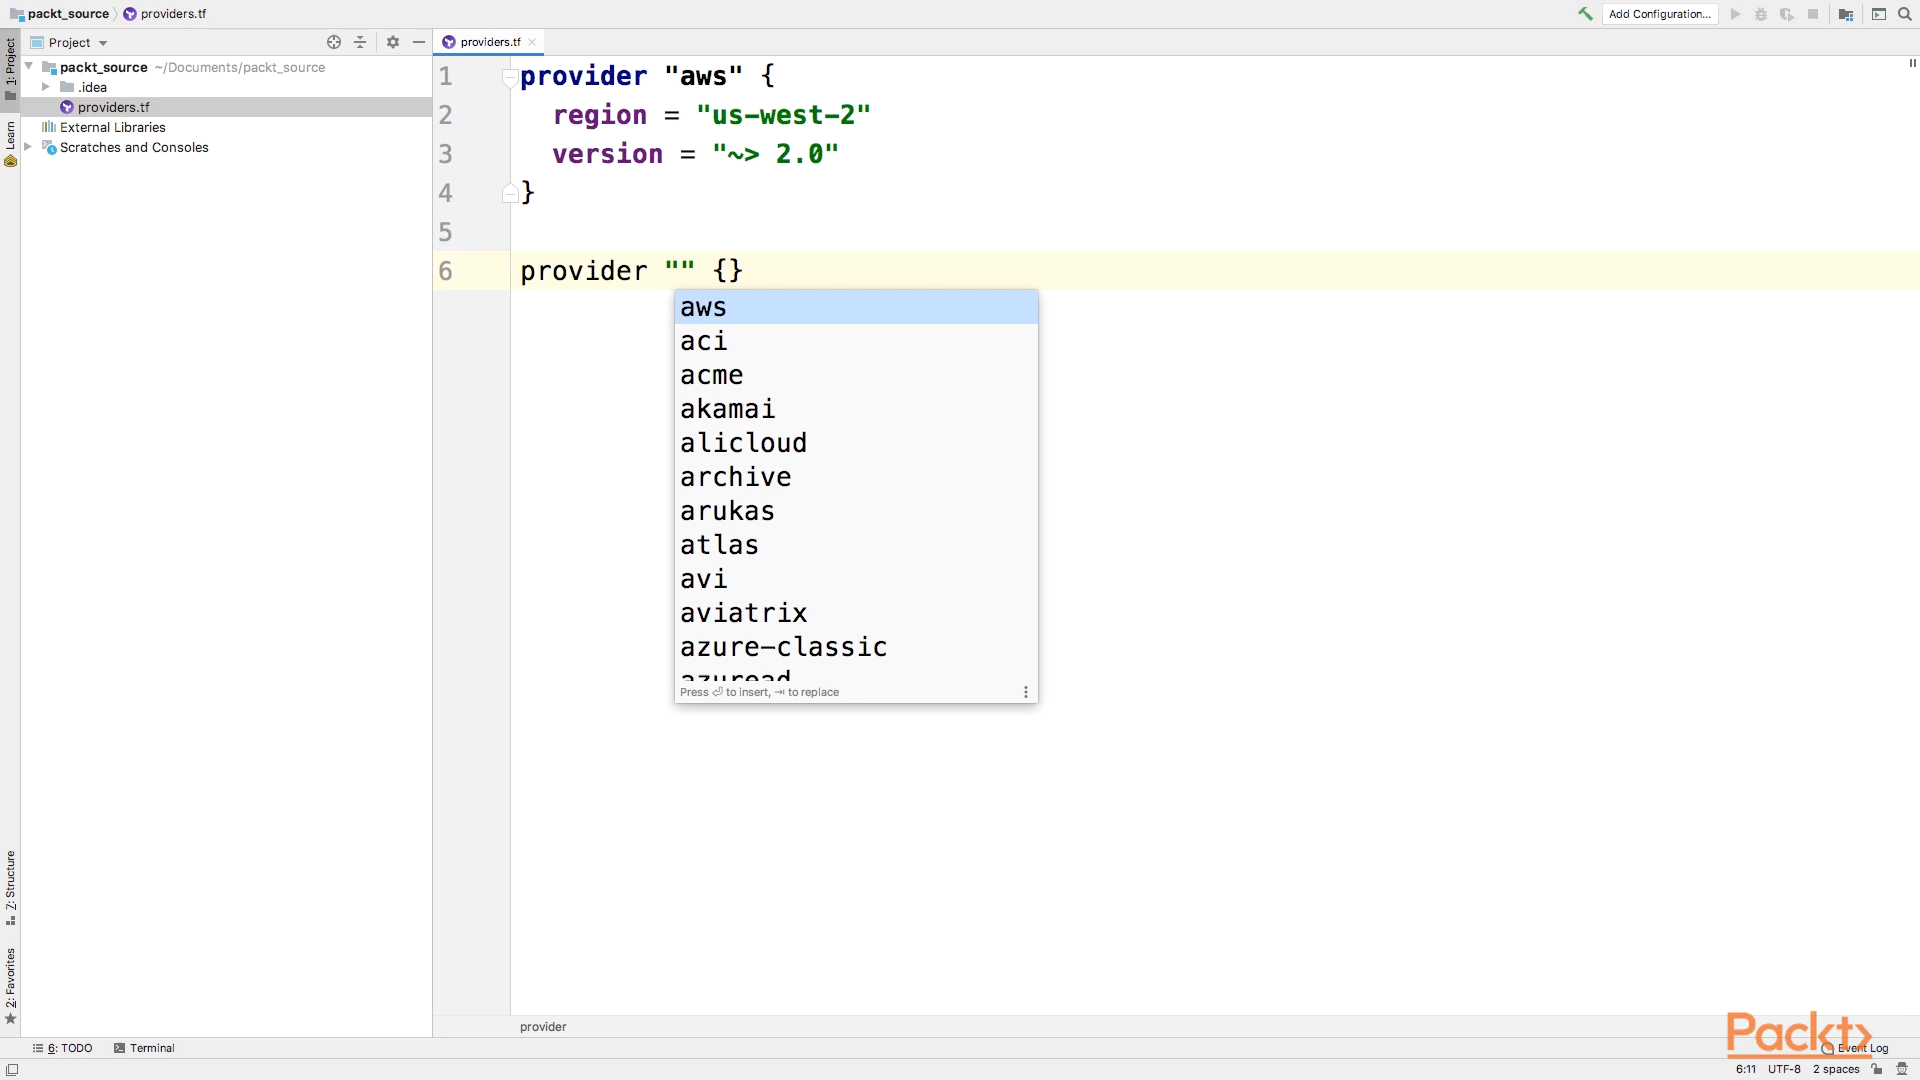 packt_source providers.tf
Add Configuration...
Project
providers.tf
1: Project
packt_source ~/Documents/packt_source
.idea
providers.tf
External Libraries
Scratches and Consoles
Learn
1 provider "aws" {
2 region = "us-west-2"
3 version = "~> 2.0"
4 }
5
6 provider "" {}
aws
aci
acme
akamai
alicloud
archive
arukas
atlas
avi
aviatrix
azure-classic
azuread
Press ⏎ to insert, ⇥ to replace
7: Structure
2: Favorites
provider
Packt
6: TODO
Terminal
Event Log
6:11 UTF-8 2 spaces